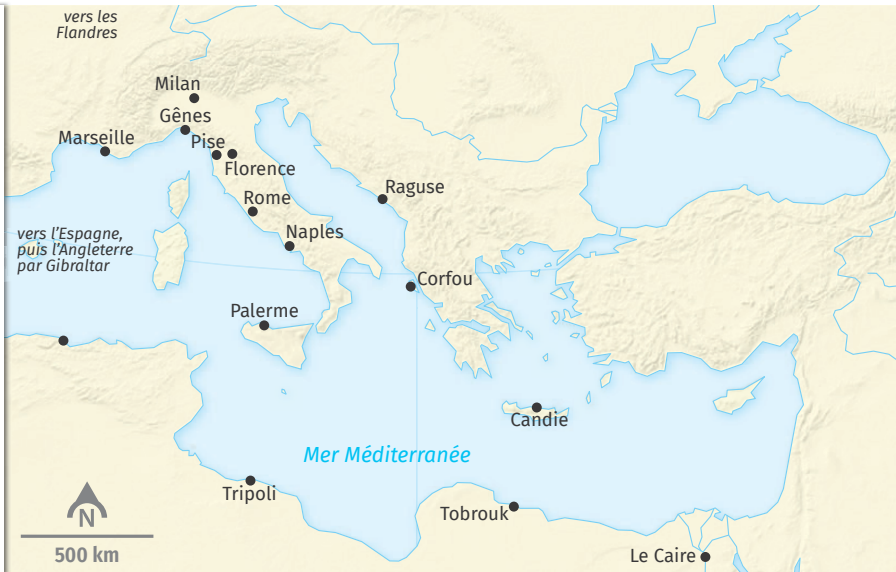 vers les
Flandres
Milan
Gênes
Marseille
Pise
Florence
Raguse
Rome
vers l'Espagne,
puis l'Angleterre
par Gibraltar
Naples
Corfou
Palerme
Candie
Mer Méditerranée
Tripoli
Tobrouk
N
500 km
Le Caire